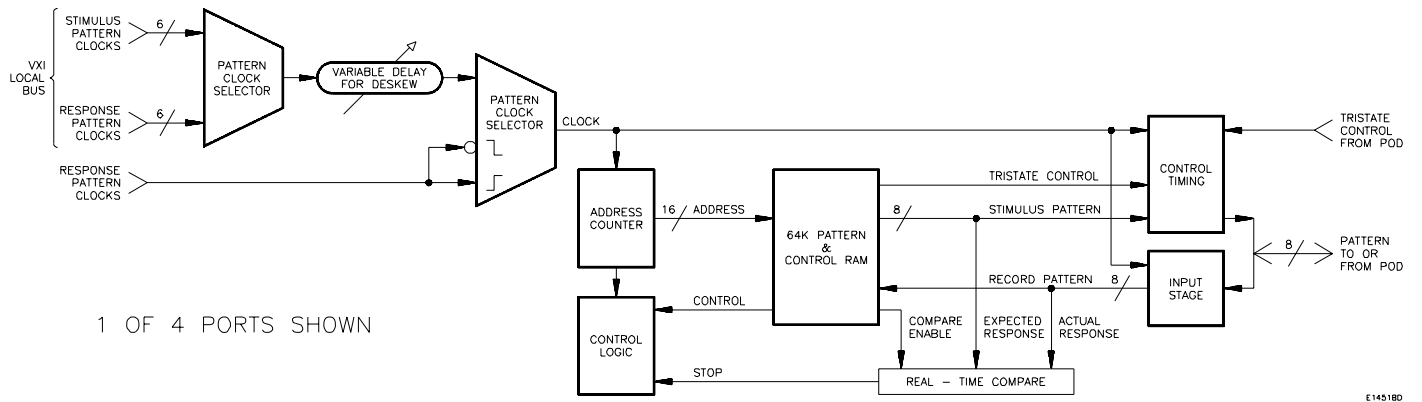 STIMULUS
PATTERN
CLOCKS
6
VXI
LOCAL
BUS
PATTERN
CLOCK
SELECTOR
RESPONSE
PATTERN
CLOCKS
6
VARIABLE DELAY
FOR DESKEW
PATTERN
CLOCK
SELECTOR
RESPONSE
PATTERN
CLOCKS
CLOCK
TRISTATE
CONTROL
FROM POD
CONTROL
TIMING
TRISTATE CONTROL
ADDRESS
COUNTER
16 ADDRESS
64K PATTERN
&
CONTROL RAM
8
STIMULUS PATTERN
8
PATTERN
TO OR
FROM POD
RECORD PATTERN
8
INPUT
STAGE
CONTROL
CONTROL
LOGIC
COMPARE
ENABLE
EXPECTED
RESPONSE
ACTUAL
RESPONSE
STOP
REAL - TIME COMPARE
1 OF 4 PORTS SHOWN
E1451BD